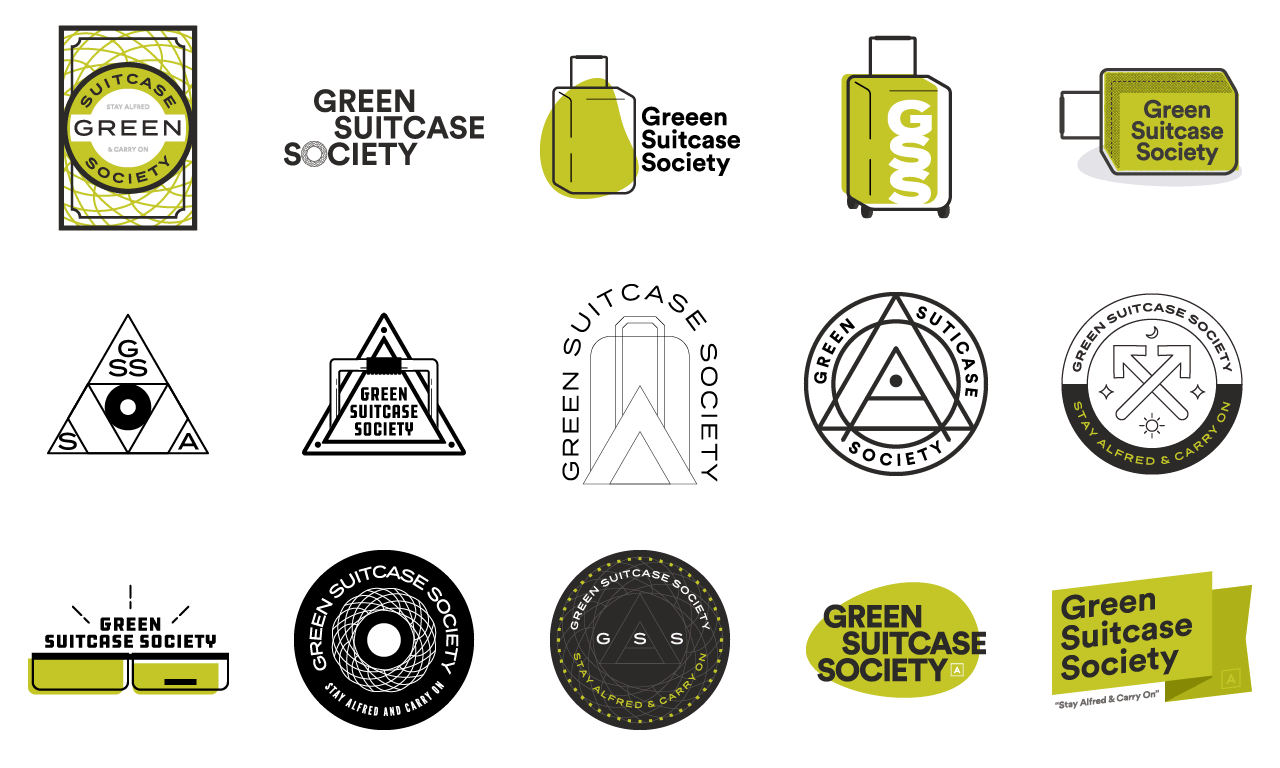 SUITCASE
STAY ALFRED
GREEN
& CARRY ON
SOCIETY
GREEN
SUITCASE
SOCIETY
Greeen
Suitcase
Society
GSSS
Green
Suitcase
Society
G
SS
S A
GREEN
SUITCASE
SOCIETY
GREEN SUITCASE SOCIETY
GREEN SUTICASE
SOCIETY
GREEN SUITCASE SOCIETY
STAY ALFRED & CARRY ON
GREEN
SUITCASE SOCIETY
GREEN SUITCASE SOCIETY
STAY ALFRED AND CARRY ON
GREEN SUITCASE SOCIETY
G S S
STAY ALFRED & CARRY ON
GREEN
SUITCASE
SOCIETY A
Green
Suitcase
Society
A
“Stay Alfred & Carry On”